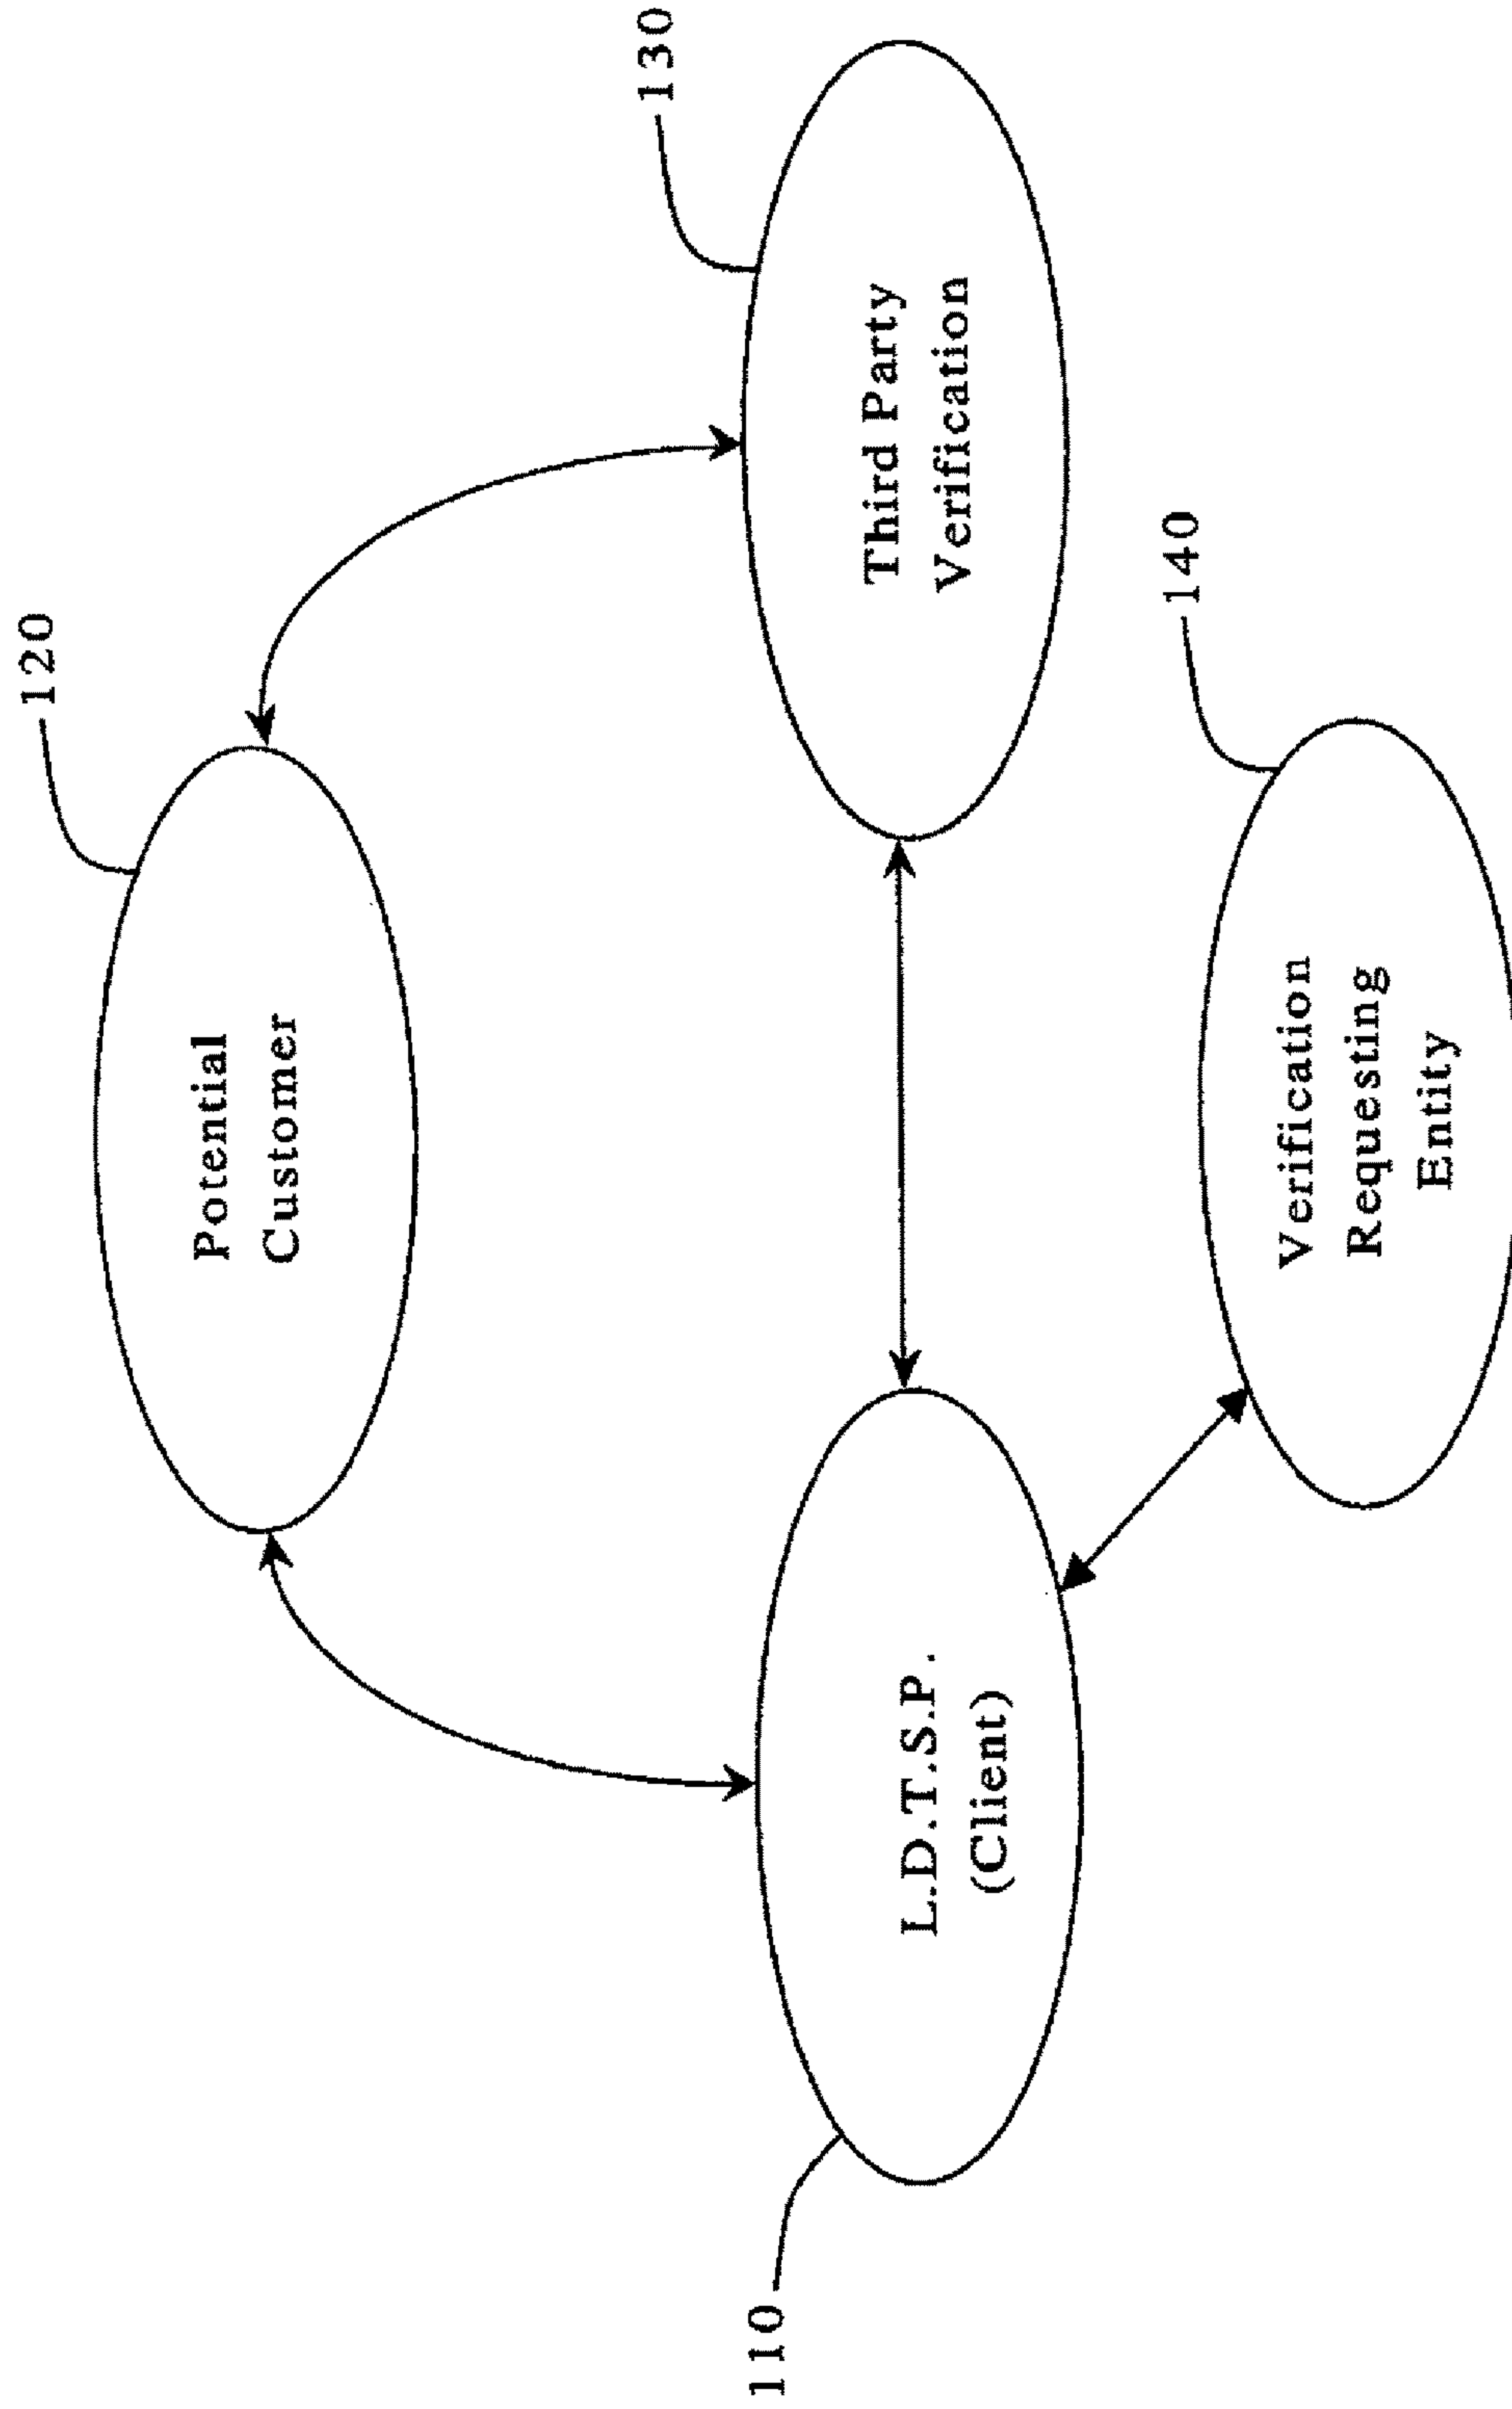 120
Potential
Customer
130
Third Party
Verification
110
L.D.T.S.P.
(Client)
140
Verification
Requesting
Entity